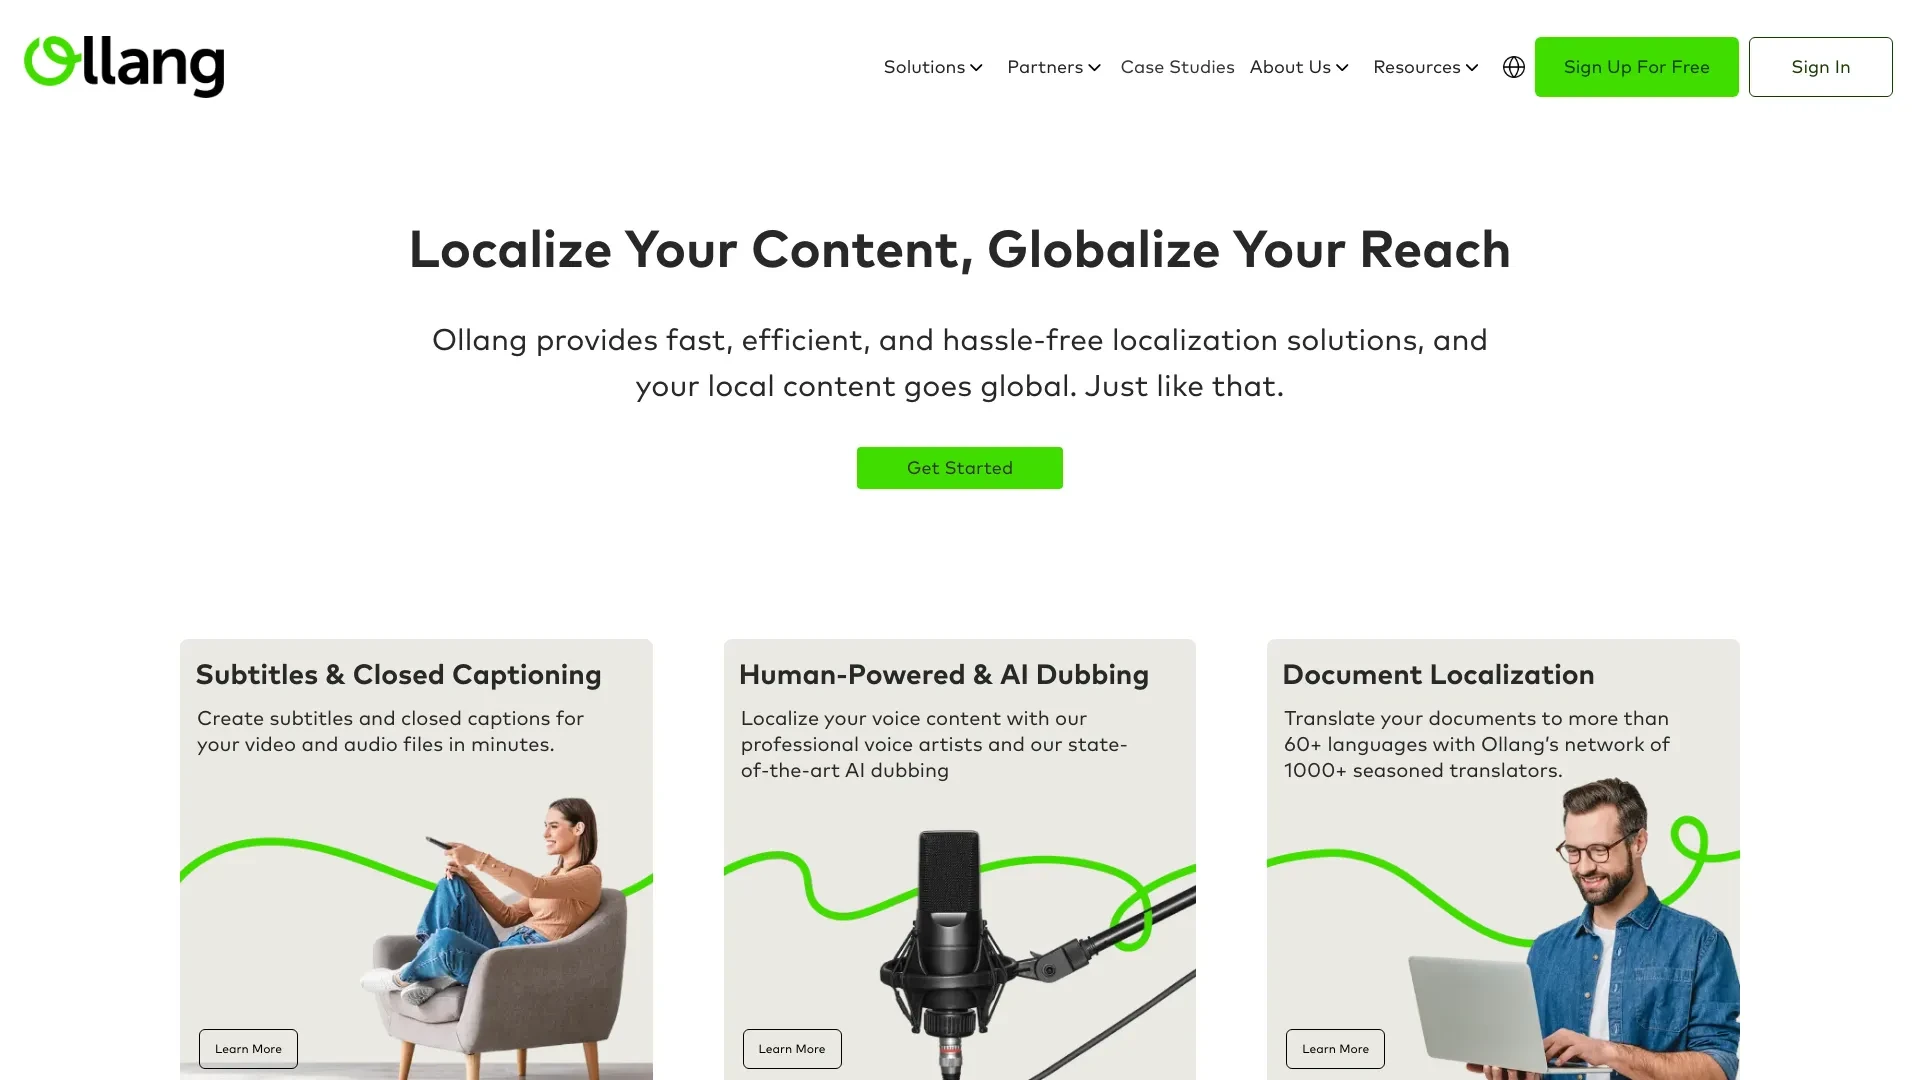 Ollang
Solutions
Partners
Case Studies
About Us
Resources
Sign Up For Free
Sign In
Localize Your Content, Globalize Your Reach
Ollang provides fast, efficient, and hassle-free localization solutions, and
your local content goes global. Just like that.
Get Started
Subtitles & Closed Captioning
Create subtitles and closed captions for
your video and audio files in minutes.
Learn More
Human-Powered & AI Dubbing
Localize your voice content with our
professional voice artists and our state-
of-the-art AI dubbing
Learn More
Document Localization
Translate your documents to more than
60+ languages with Ollang’s network of
1000+ seasoned translators.
Learn More